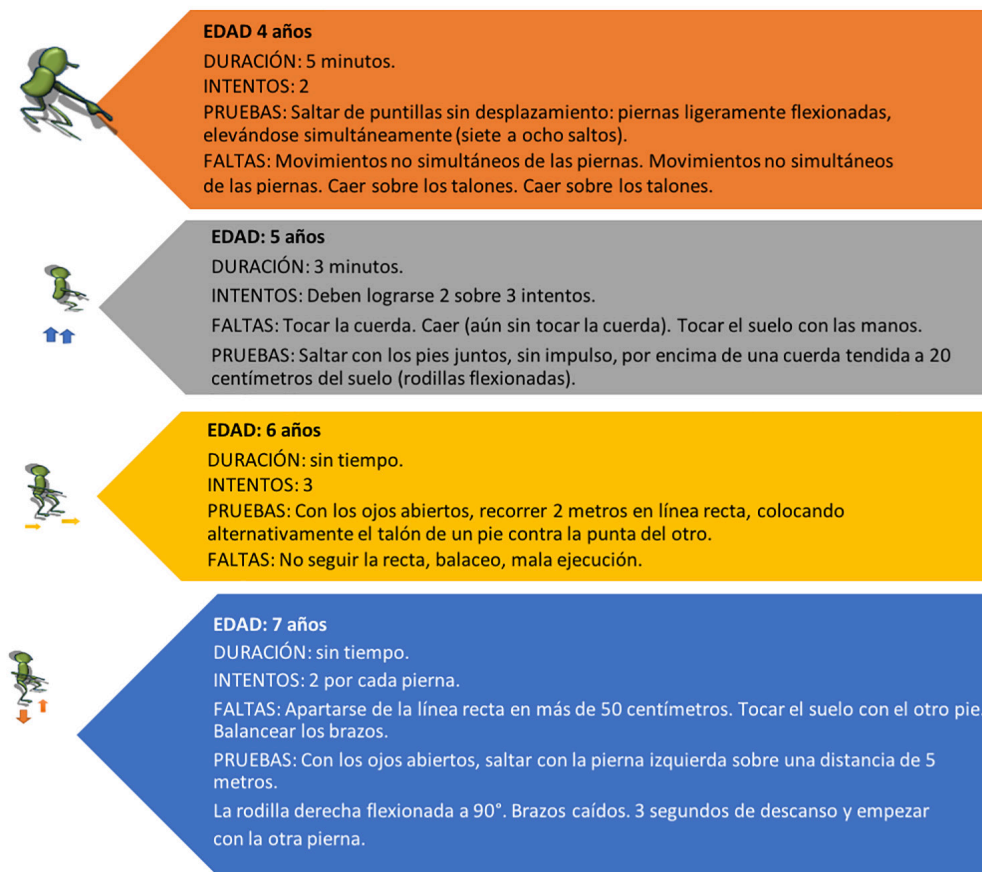 EDAD 4 años
DURACIÓN: 5 minutos.
INTENTOS: 2
PRUEBAS: Saltar de puntillas sin desplazamiento: piernas ligeramente flexionadas,
elevándose simultáneamente (siete a ocho saltos).
FALTAS: Movimientos no simultáneos de las piernas. Movimientos no simultáneos
de las piernas. Caer sobre los talones. Caer sobre los talones.
EDAD: 5 años
DURACIÓN: 3 minutos.
INTENTOS: Deben lograrse 2 sobre 3 intentos.
FALTAS: Tocar la cuerda. Caer (aún sin tocar la cuerda). Tocar el suelo con las manos.
PRUEBAS: Saltar con los pies juntos, sin impulso, por encima de una cuerda tendida a 20
centímetros del suelo (rodillas flexionadas).
EDAD: 6 años
DURACIÓN: sin tiempo.
INTENTOS: 3
PRUEBAS: Con los ojos abiertos, recorrer 2 metros en línea recta, colocando
alternativamente el talón de un pie contra la punta del otro.
FALTAS: No seguir la recta, balaceo, mala ejecución.
EDAD: 7 años
DURACIÓN: sin tiempo.
INTENTOS: 2 por cada pierna.
FALTAS: Apartarse de la línea recta en más de 50 centímetros. Tocar el suelo con el otro pie.
Balancear los brazos.
PRUEBAS: Con los ojos abiertos, saltar con la pierna izquierda sobre una distancia de 5
metros.
La rodilla derecha flexionada a 90°. Brazos caídos. 3 segundos de descanso y empezar
con la otra pierna.